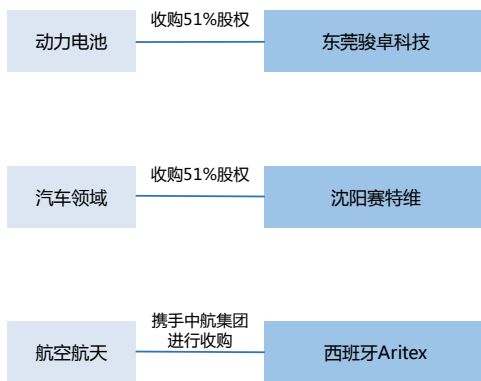 动力电池
收购51%股权
东莞骏卓科技
汽车领域
收购51%股权
沈阳赛特维
航空航天
携手中航集团
进行收购
西班牙Aritex